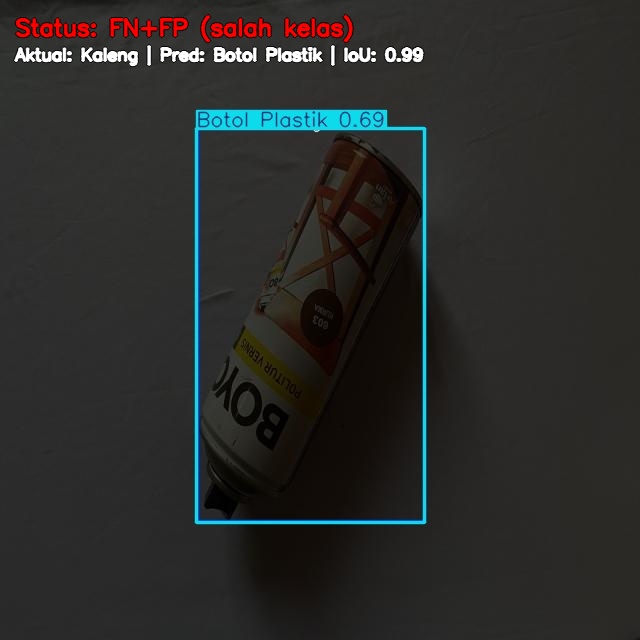 Status: FN+FP (salah kelas)
Aktual: Kaleng | Pred: Botol Plastik | IoU: 0.99
Botol Plastik 0.69
603
POLITUR VERNIS
BOYO